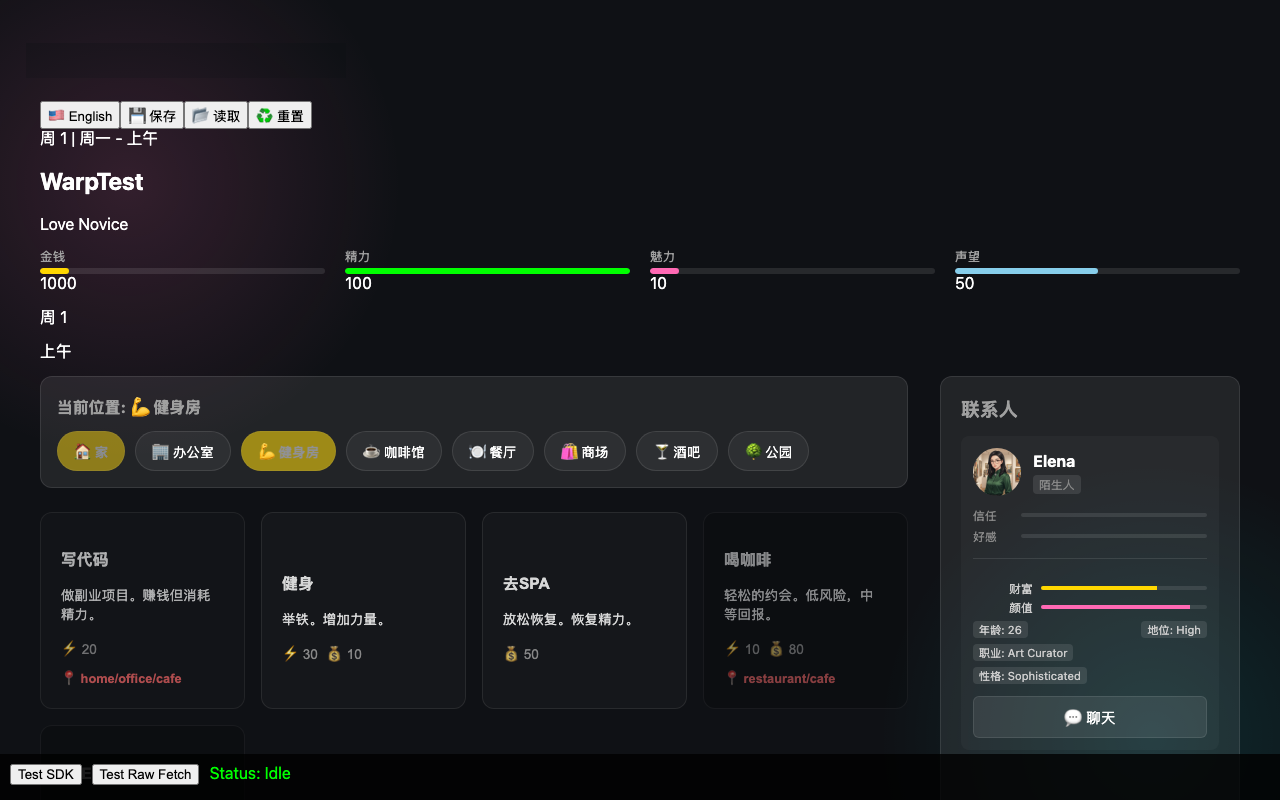 🇺🇸 English 💾 保存 📂 读取 ♻️ 重置
周 1 | 周一 - 上午
WarpTest
Love Novice
金钱 精力 魅力 声望
1000 100 10 50
周 1
上午
当前位置: 💪 健身房
🏠 家 🏢 办公室 💪 健身房 ☕ 咖啡馆 🍽️ 餐厅 🛍️ 商场 🍸 酒吧 🌳 公园
写代码
做副业项目。赚钱但消耗
精力。
⚡ 20
📍 home/office/cafe
健身
举铁。增加力量。
⚡ 30 💰 10
去SPA
放松恢复。恢复精力。
💰 50
喝咖啡
轻松的约会。低风险，中
等回报。
⚡ 10 💰 80
📍 restaurant/cafe
联系人
Elena
陌生人
信任
好感
财富
颜值
年龄: 26 地位: High
职业: Art Curator
性格: Sophisticated
💬 聊天
Test SDK Test Raw Fetch Status: Idle